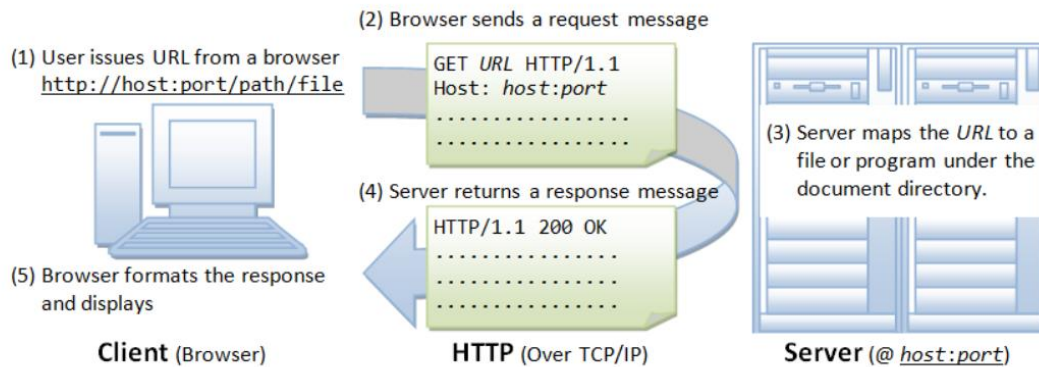 (1) User issues URL from a browser
http://host:port/path/file
(2) Browser sends a request message
GET URL HTTP/1.1
Host: host:port
.................
.................
(3) Server maps the URL to a
file or program under the
document directory.
(4) Server returns a response message
HTTP/1.1 200 OK
................
................
................
(5) Browser formats the response
and displays
Client (Browser)
HTTP (Over TCP/IP)
Server (@ host:port)